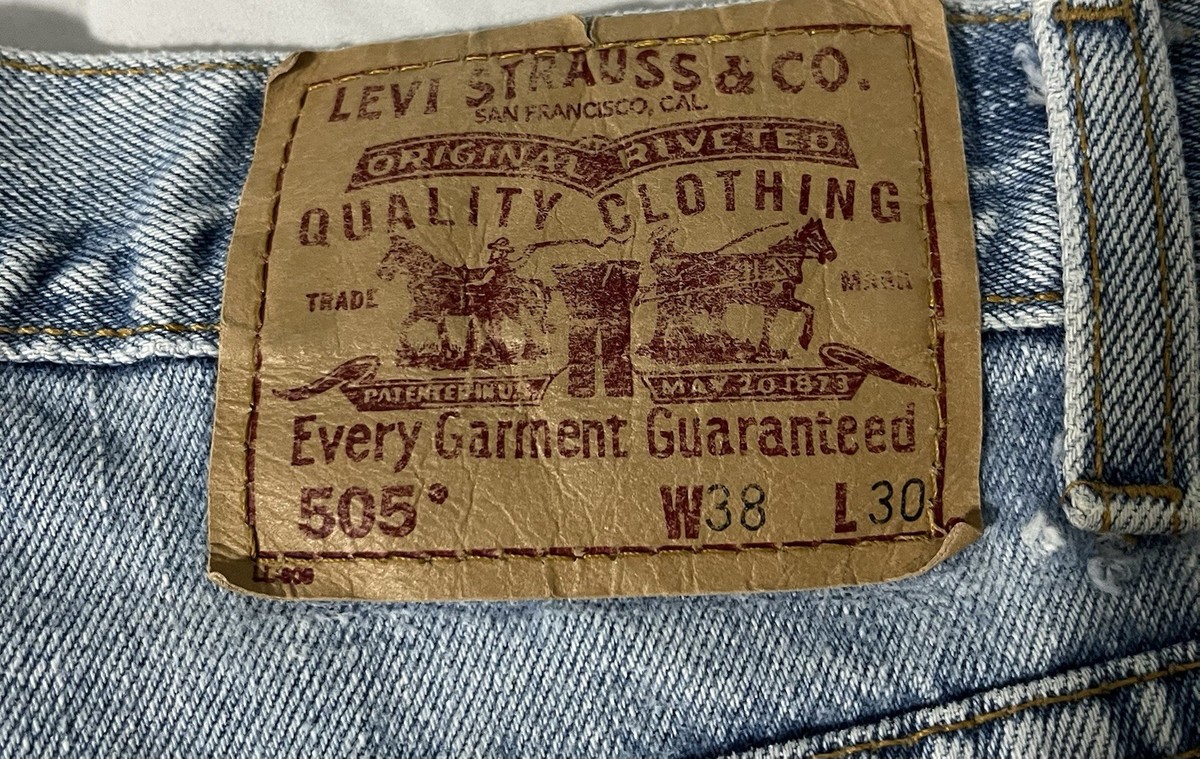 LEVI STRAUSS & CO.
SAN FRANCISCO, CAL.
ORIGINAL RIVETED
QUALITY CLOTHING
TRADE MARK
PATENTED IN U.S. MAY 20 1873
Every Garment Guaranteed
505® W38 L30